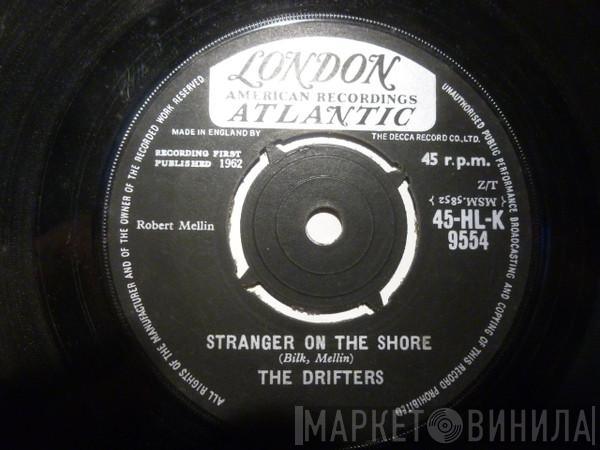 LONDON
AMERICAN RECORDINGS
ATLANTIC
MADE IN ENGLAND BY
THE DECCA RECORD CO., LTD.
RECORDING FIRST
PUBLISHED 1962
45 r.p.m.
T/Z
{ MSM.5852 }
Robert Mellin
45-HL-K
9554
STRANGER ON THE SHORE
(Bilk, Mellin)
THE DRIFTERS
ALL RIGHTS OF THE MANUFACTURER AND OF THE OWNER OF THE RECORDED WORK RESERVED
UNAUTHORISED PUBLIC PERFORMANCE BROADCASTING AND COPYING OF THIS RECORD PROHIBITED
МАРКЕТ ВИНИЛА